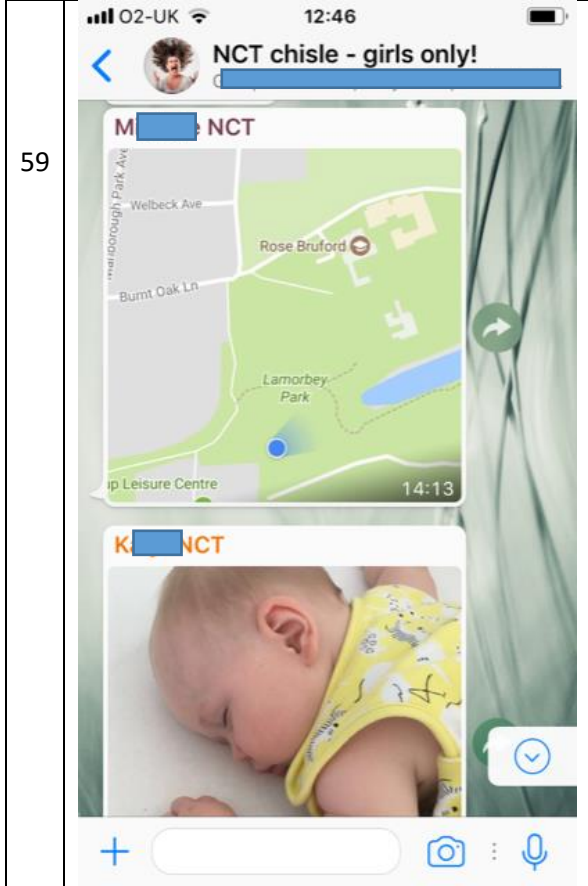 59
O2-UK 12:46
NCT chisle - girls only!
NCT
Marlborough Park Ave
Welbeck Ave
Rose Bruford
Burnt Oak Ln
Lamorbey
Park
up Leisure Centre
14:13
NCT